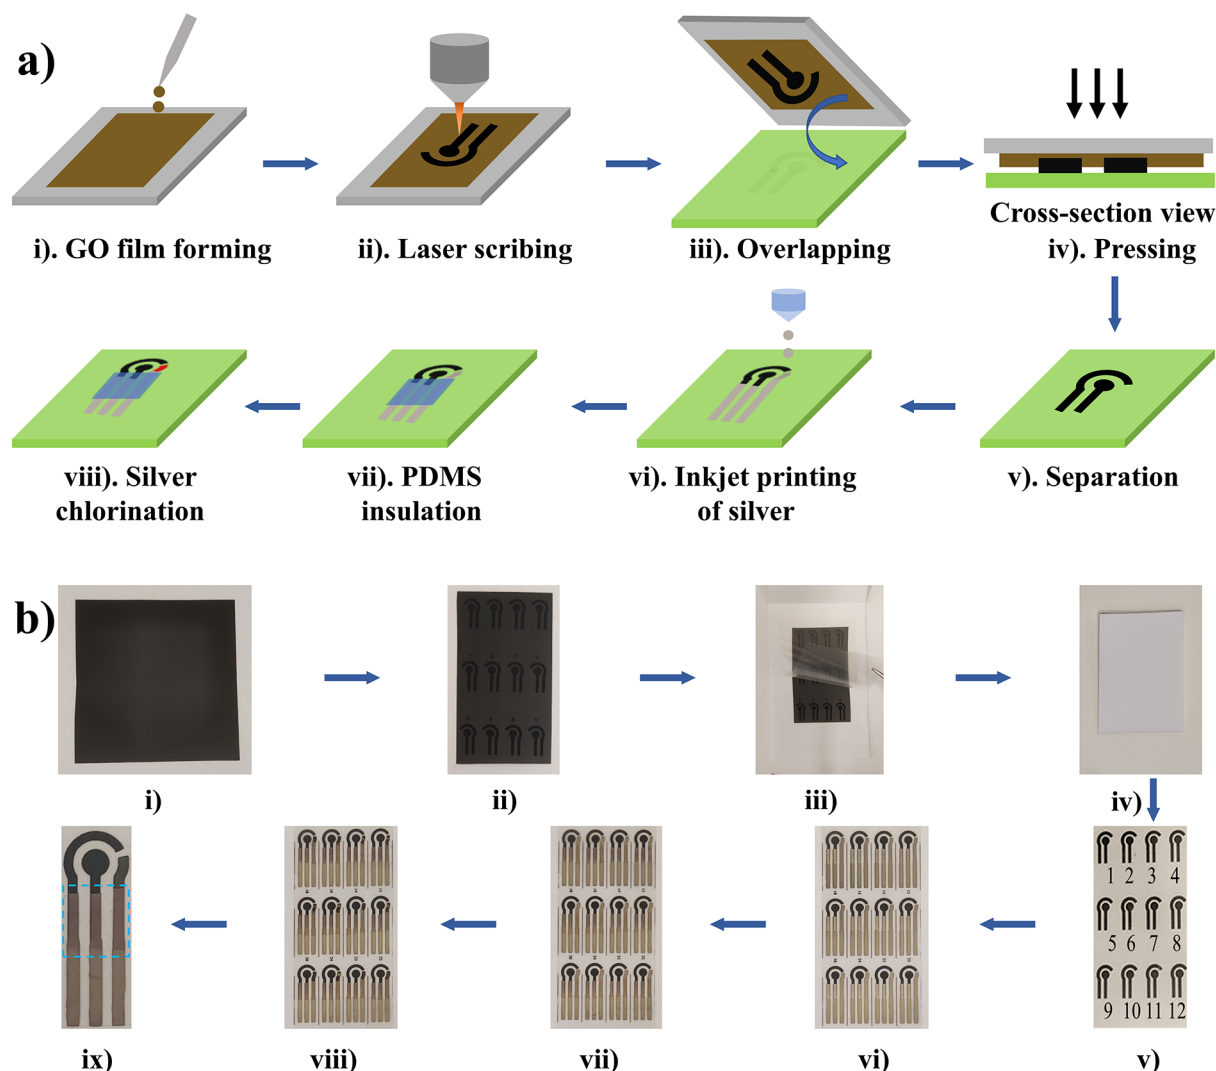 a)
i). GO film forming
ii). Laser scribing
iii). Overlapping
Cross-section view
iv). Pressing
viii). Silver
chlorination
vii). PDMS
insulation
vi). Inkjet printing
of silver
v). Separation
b)
i)
ii)
iii)
iv)
1 2 3 4
5 6 7 8
9 10 11 12
ix)
viii)
vii)
vi)
v)